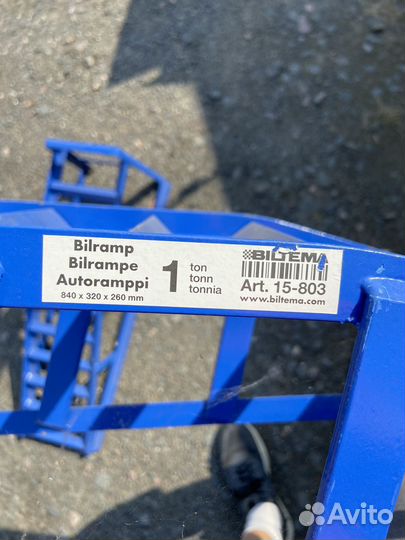 Bilramp
Bilrampe
Autoramppi
840 x 320 x 260 mm
1
ton
tonn
tonnia
BILTEMA
Art. 15-803
www.biltema.com
Avito